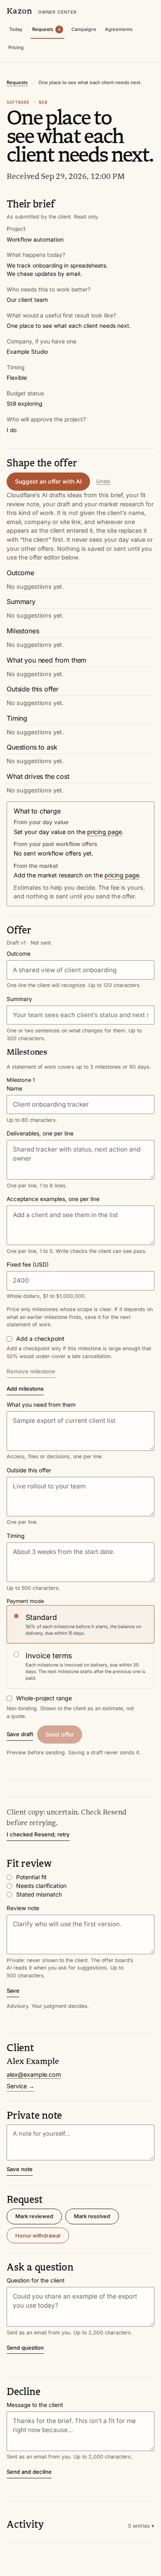 Kazon OWNER CENTER
Today Requests 1 Campaigns Agreements
Pricing
Requests One place to see what each client needs next.
REQUESTS · NEW
One place to
see what each
client needs next.
Received Sep 29, 2026, 12:00 PM
Their brief
As submitted by the client. Read only.
Project
Workflow automation
What happens today?
We track onboarding in spreadsheets.
We chase updates by email.
Who needs this to work better?
Our client team
What would a useful first result look like?
One place to see what each client needs next.
Company, if you have one
Example Studio
Timing
Flexible
Budget status
Still exploring
Who will approve the project?
I do
Shape the offer
Suggest an offer with AI Undo
Cloudflare's AI drafts ideas from this brief, your fit
review note, your draft and your market research for
this kind of work. It is not given the client's name,
email, company or site link, and wherever one
appears as the client entered it, the site replaces it
with "the client" first. It never sees your day value or
your other offers. Nothing is saved or sent until you
use the offer editor below.
Outcome
No suggestions yet.
Summary
No suggestions yet.
Milestones
No suggestions yet.
What you need from them
No suggestions yet.
Outside this offer
No suggestions yet.
Timing
No suggestions yet.
Questions to ask
No suggestions yet.
What drives the cost
No suggestions yet.
What to charge
From your day value
Set your day value on the pricing page.
From your past workflow offers
No sent workflow offers yet.
From the market
Add the market research on the pricing page.
Estimates to help you decide. The fee is yours,
and nothing is sent until you send the offer.
Offer
Draft v1 · Not sent
Outcome
A shared view of client onboarding
One line the client will recognize. Up to 120 characters.
Summary
Your team sees each client's status and next
One or two sentences on what changes for them. Up to
300 characters.
Milestones
A statement of work covers up to 3 milestones or 90 days.
Milestone 1
Name
Client onboarding tracker
Up to 80 characters.
Deliverables, one per line
Shared tracker with status, next action and
owner
One per line, 1 to 8 lines.
Acceptance examples, one per line
Add a client and see them in the list
One per line, 1 to 5. Write checks the client can see pass.
Fixed fee (USD)
2400
Whole dollars, $1 to $1,000,000.
Price only milestones whose scope is clear. If it depends on
what an earlier milestone finds, save it for the next
statement of work.
Add a checkpoint
Add a checkpoint only if this milestone is large enough that
50% would under-cover a late cancellation.
Remove milestone
Add milestone
What you need from them
Sample export of current client list
Access, files or decisions, one per line.
Outside this offer
Live rollout to your team
One per line.
Timing
About 3 weeks from the start date.
Up to 500 characters.
Payment mode
Standard
50% of each milestone before it starts, the balance on
delivery, due within 15 days.
Invoice terms
Each milestone is invoiced on delivery, due within 30
days. The next milestone starts after the previous one is
paid.
Whole-project range
Non-binding. Shown to the client as an estimate, not
a quote.
Save draft Send offer
Preview before sending. Saving a draft never sends it.
Client copy: uncertain. Check Resend
before retrying.
I checked Resend; retry
Fit review
Potential fit
Needs clarification
Stated mismatch
Review note
Clarify who will use the first version.
Private: never shown to the client. The offer board's
AI reads it when you ask for suggestions. Up to
500 characters.
Save
Advisory. Your judgment decides.
Client
Alex Example
alex@example.com
Service →
Private note
A note for yourself...
Save note
Request
Mark reviewed Mark resolved
Honor withdrawal
Ask a question
Question for the client
Could you share an example of the export
you use today?
Sent as an email from you. Up to 2,000 characters.
Send question
Decline
Message to the client
Thanks for the brief. This isn't a fit for me
right now because...
Sent as an email from you. Up to 2,000 characters.
Send and decline
Activity 0 entries ▾